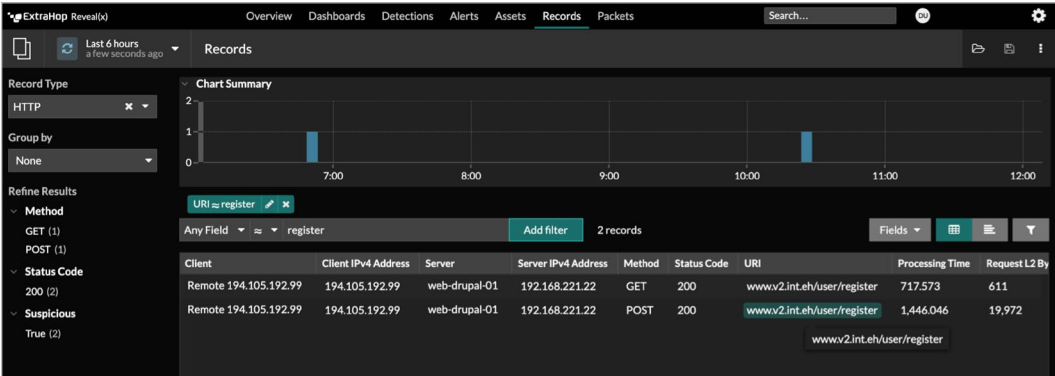 ExtraHop Reveal(x)
Overview Dashboards Detections Alerts Assets Records Packets
Search...
DU
Last 6 hours
a few seconds ago
Records
Record Type
HTTP
Group by
None
Refine Results
Method
GET (1)
POST (1)
Status Code
200 (2)
Suspicious
True (2)
Chart Summary
2
1
0
7:00 8:00 9:00 10:00 11:00 12:00
URI ≈ register
Any Field ≈ register Add filter 2 records Fields
Client Client IPv4 Address Server Server IPv4 Address Method Status Code URI Processing Time Request L2 By
Remote 194.105.192.99 194.105.192.99 web-drupal-01 192.168.221.22 GET 200 www.v2.int.eh/user/register 717.573 611
Remote 194.105.192.99 194.105.192.99 web-drupal-01 192.168.221.22 POST 200 www.v2.int.eh/user/register 1,446.046 19,972
www.v2.int.eh/user/register